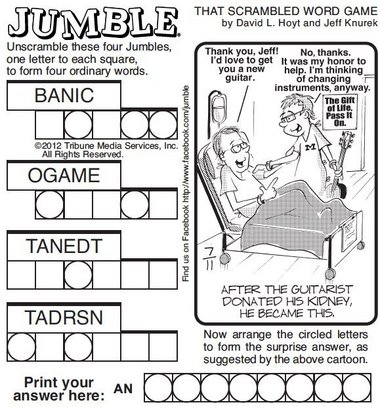 JUMBLE®
THAT SCRAMBLED WORD GAME
by David L. Hoyt and Jeff Knurek
Unscramble these four Jumbles,
one letter to each square,
to form four ordinary words.
BANIC
©2012 Tribune Media Services, Inc.
All Rights Reserved.
OGAME
TANEDT
TADRSN
Find us on Facebook http://www.facebook.com/jumble
Thank you, Jeff!
I'd love to get
you a new
guitar.
No, thanks.
It was my honor to
help. I'm thinking
of changing
instruments, anyway.
The Gift
of Life.
Pass It
On.
M
7
11
AFTER THE GUITARIST
DONATED HIS KIDNEY,
HE BECAME THIS.
Now arrange the circled letters
to form the surprise answer, as
suggested by the above cartoon.
Print your
answer here: AN